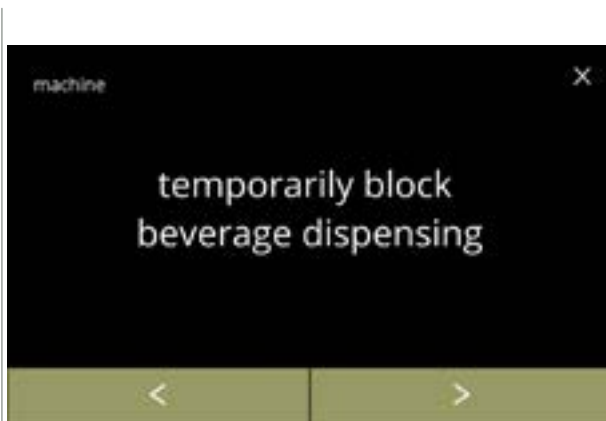 machine
×
temporarily block
beverage dispensing
< >